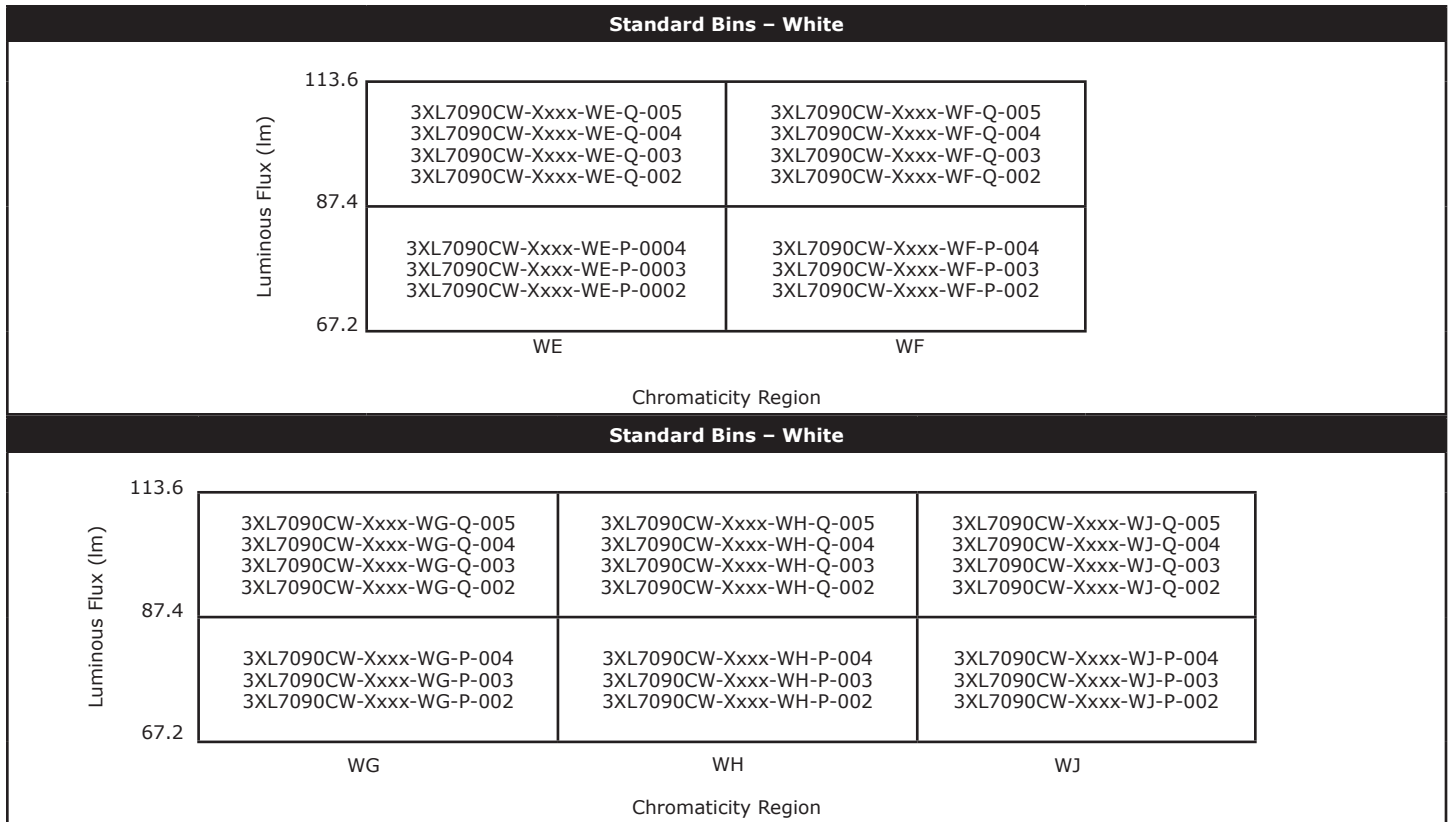 Standard Bins – White
Luminous Flux (lm)
113.6
87.4
67.2
3XL7090CW-Xxxx-WE-Q-005
3XL7090CW-Xxxx-WE-Q-004
3XL7090CW-Xxxx-WE-Q-003
3XL7090CW-Xxxx-WE-Q-002
3XL7090CW-Xxxx-WF-Q-005
3XL7090CW-Xxxx-WF-Q-004
3XL7090CW-Xxxx-WF-Q-003
3XL7090CW-Xxxx-WF-Q-002
3XL7090CW-Xxxx-WE-P-0004
3XL7090CW-Xxxx-WE-P-0003
3XL7090CW-Xxxx-WE-P-0002
3XL7090CW-Xxxx-WF-P-004
3XL7090CW-Xxxx-WF-P-003
3XL7090CW-Xxxx-WF-P-002
WE
WF
Chromaticity Region
Standard Bins – White
Luminous Flux (lm)
113.6
87.4
67.2
3XL7090CW-Xxxx-WG-Q-005
3XL7090CW-Xxxx-WG-Q-004
3XL7090CW-Xxxx-WG-Q-003
3XL7090CW-Xxxx-WG-Q-002
3XL7090CW-Xxxx-WH-Q-005
3XL7090CW-Xxxx-WH-Q-004
3XL7090CW-Xxxx-WH-Q-003
3XL7090CW-Xxxx-WH-Q-002
3XL7090CW-Xxxx-WJ-Q-005
3XL7090CW-Xxxx-WJ-Q-004
3XL7090CW-Xxxx-WJ-Q-003
3XL7090CW-Xxxx-WJ-Q-002
3XL7090CW-Xxxx-WG-P-004
3XL7090CW-Xxxx-WG-P-003
3XL7090CW-Xxxx-WG-P-002
3XL7090CW-Xxxx-WH-P-004
3XL7090CW-Xxxx-WH-P-003
3XL7090CW-Xxxx-WH-P-002
3XL7090CW-Xxxx-WJ-P-004
3XL7090CW-Xxxx-WJ-P-003
3XL7090CW-Xxxx-WJ-P-002
WG
WH
WJ
Chromaticity Region